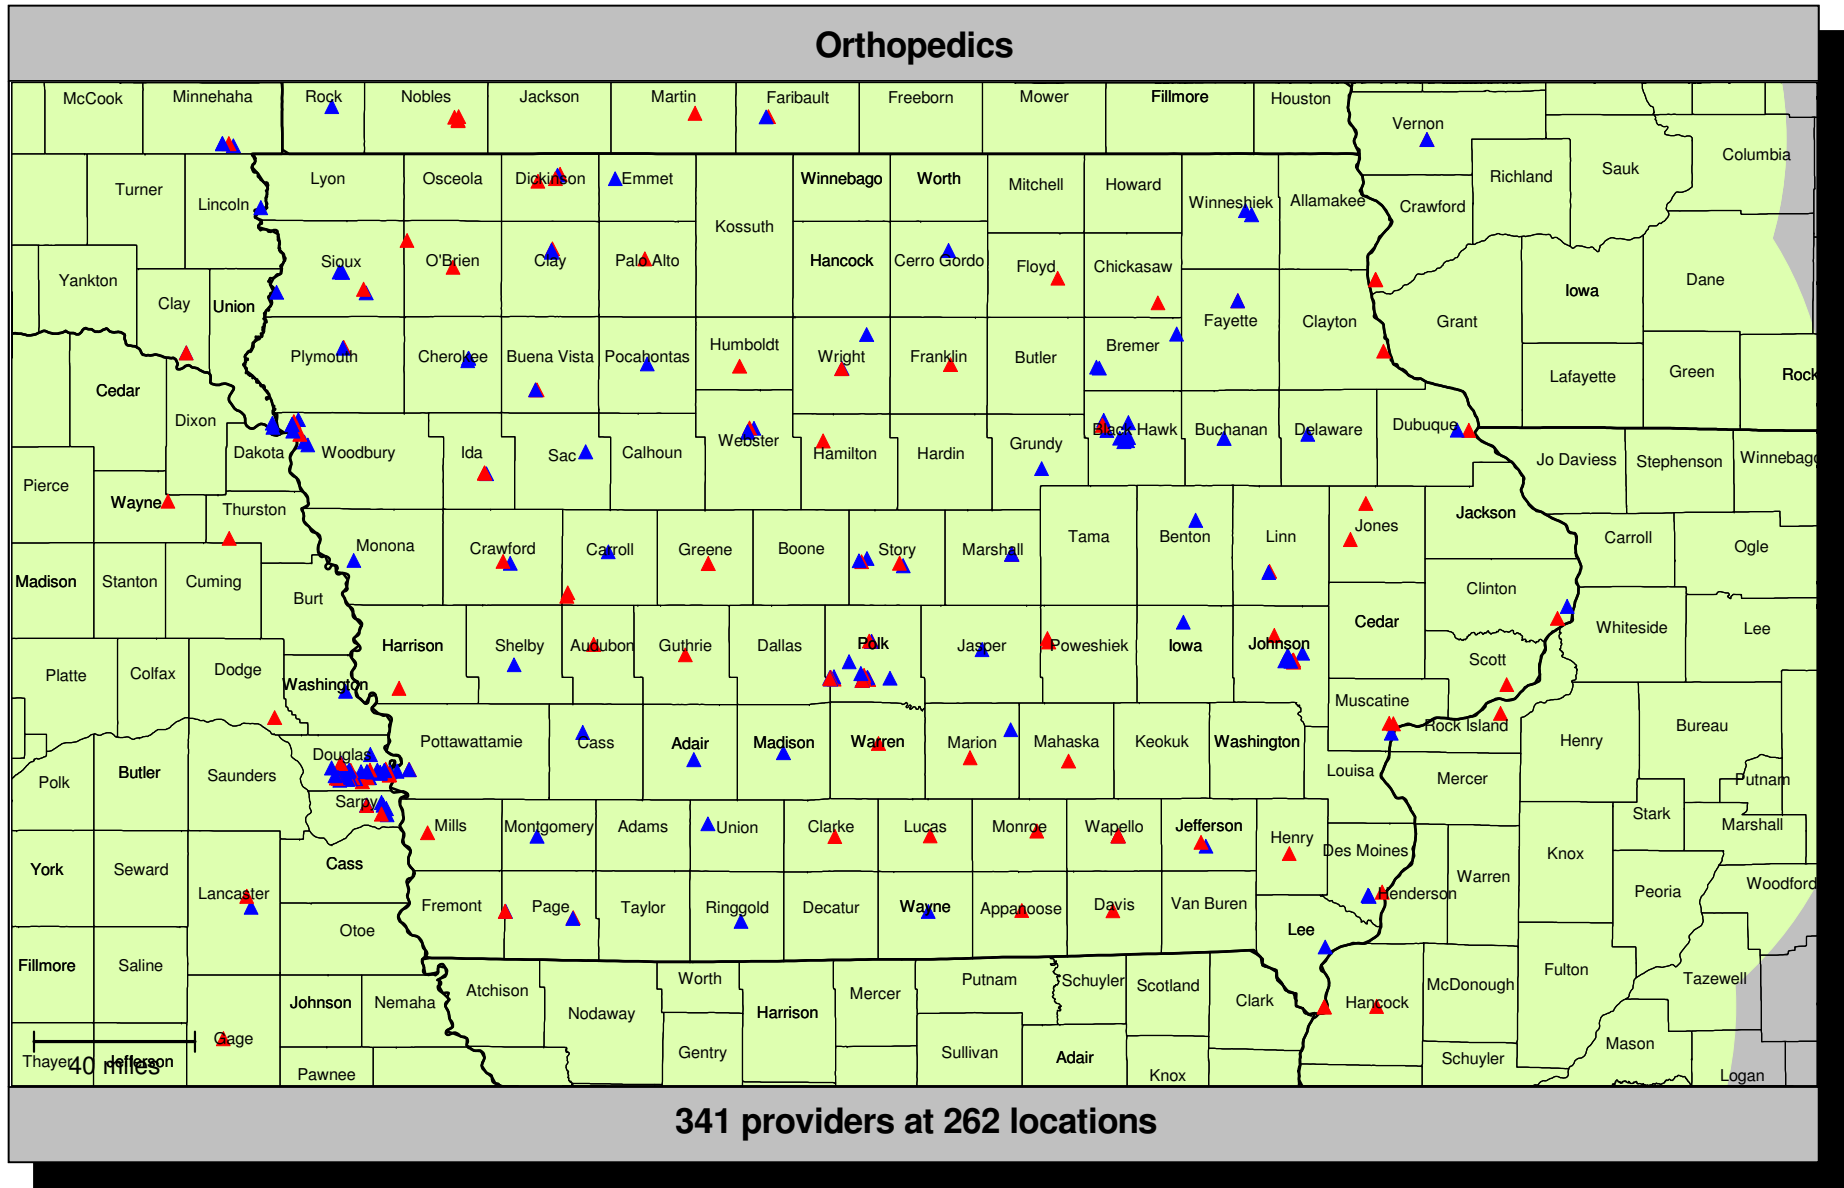 Orthopedics
McCook
Minnehaha
Rock
Nobles
Jackson
Martin
Faribault
Freeborn
Mower
Fillmore
Houston
Vernon
Columbia
Sauk
Richland
Turner
Lincoln
Lyon
Osceola
Dickinson
Emmet
Winnebago
Worth
Mitchell
Howard
Winneshiek
Allamakee
Crawford
Kossuth
Yankton
Clay
Union
Sioux
O'Brien
Clay
Palo Alto
Hancock
Cerro Gordo
Floyd
Chickasaw
Fayette
Clayton
Grant
Iowa
Dane
Cedar
Dixon
Plymouth
Cherokee
Buena Vista
Pocahontas
Humboldt
Wright
Franklin
Butler
Bremer
Lafayette
Green
Rock
Dakota
Woodbury
Ida
Sac
Calhoun
Webster
Hamilton
Hardin
Grundy
Black Hawk
Buchanan
Delaware
Dubuque
Jo Daviess
Stephenson
Winnebago
Pierce
Wayne
Thurston
Monona
Crawford
Carroll
Greene
Boone
Story
Marshall
Tama
Benton
Linn
Jones
Jackson
Carroll
Ogle
Madison
Stanton
Cuming
Burt
Clinton
Harrison
Shelby
Audubon
Guthrie
Dallas
Polk
Jasper
Poweshiek
Iowa
Johnson
Cedar
Whiteside
Lee
Scott
Platte
Colfax
Dodge
Washington
Muscatine
Rock Island
Bureau
Henry
Polk
Butler
Saunders
Douglas
Sarpy
Pottawattamie
Cass
Adair
Madison
Warren
Marion
Mahaska
Keokuk
Washington
Louisa
Mercer
Putnam
Stark
Marshall
York
Seward
Cass
Mills
Montgomery
Adams
Union
Clarke
Lucas
Monroe
Wapello
Jefferson
Henry
Des Moines
Knox
Warren
Peoria
Woodford
Lancaster
Otoe
Fremont
Page
Taylor
Ringgold
Decatur
Wayne
Appanoose
Davis
Van Buren
Lee
Henderson
Fillmore
Saline
Johnson
Nemaha
Atchison
Nodaway
Worth
Harrison
Mercer
Putnam
Schuyler
Scotland
Clark
Hancock
McDonough
Fulton
Tazewell
Gage
Thayer
Jefferson
Pawnee
Gentry
Sullivan
Adair
Knox
Schuyler
Mason
Logan
40 miles
341 providers at 262 locations